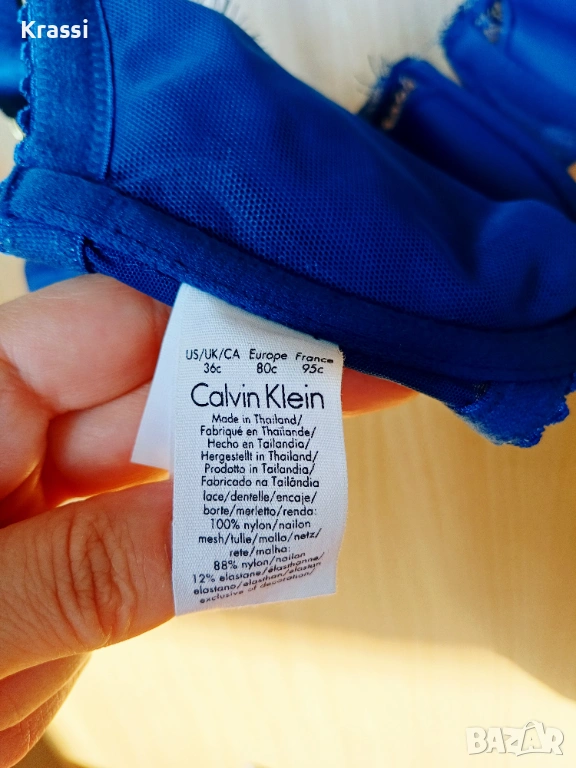 Krassi
US/UK/CA Europe France
36c 80c 95c
Calvin Klein
Made in Thailand/
Fabriqué en Thaïlande/
Hecho en Tailandia/
Hergestellt in Thailand/
Prodotto in Tailandia/
Fabricado na Tailândia
lace/dentelle/encaje/
borte/merletto/renda:
100% nylon/nailon
mesh/tulle/malla/netz/
rete/malha:
88% nylon/nailon
12% elastane/élasthanne/
elastano/elasthan/elastan
exclusive of decoration/
BAZAR